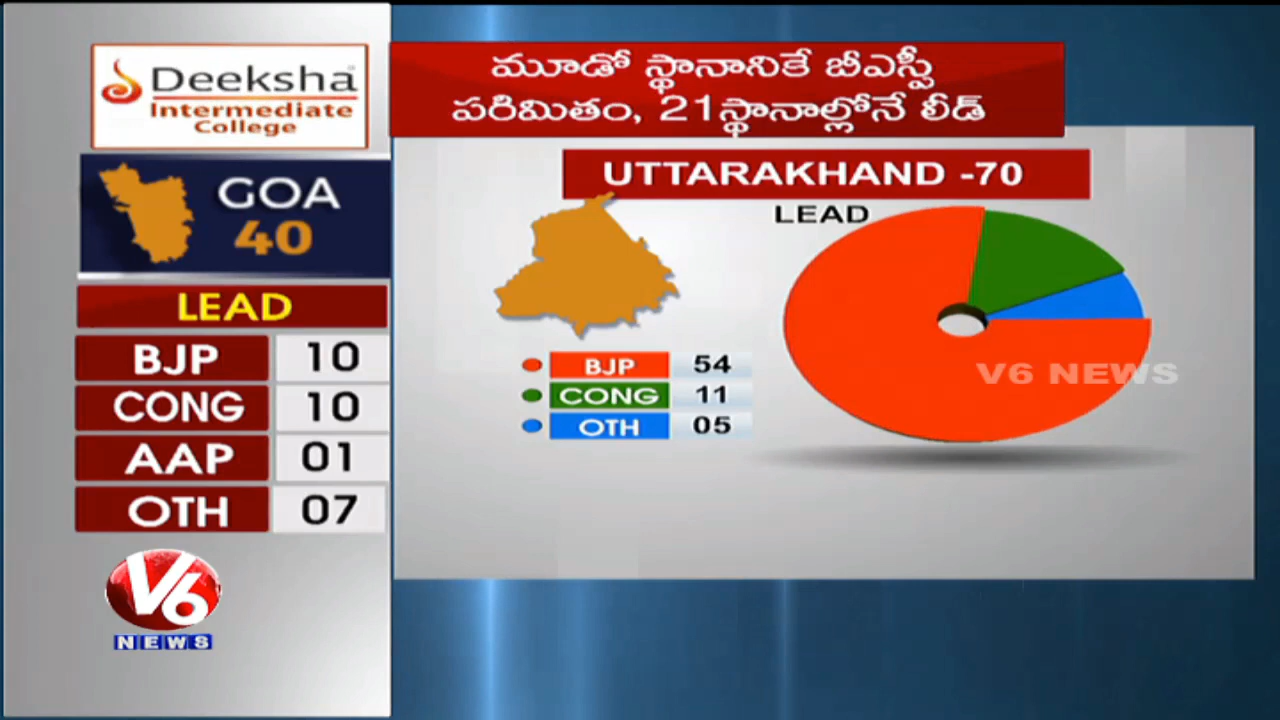 Deeksha
Intermediate
College
మూడో స్థానానికే బీఎస్పీ
పరిమితం, 21స్థానాల్లోనే లీడ్
GOA
40
LEAD
BJP 10
CONG 10
AAP 01
OTH 07
V6
NEWS
UTTARAKHAND -70
LEAD
BJP 54
CONG 11
OTH 05
V6 NEWS